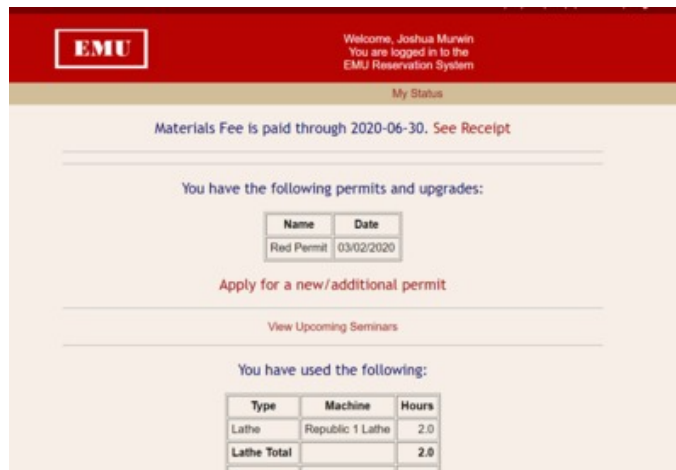 EMU
Welcome, Joshua Murwin
You are logged in to the
EMU Reservation System
My Status
Materials Fee is paid through 2020-06-30. See Receipt
You have the following permits and upgrades:
Name Date
Red Permit 03/02/2020
Apply for a new/additional permit
View Upcoming Seminars
You have used the following:
Type Machine Hours
Lathe Republic 1 Lathe 2.0
Lathe Total 2.0